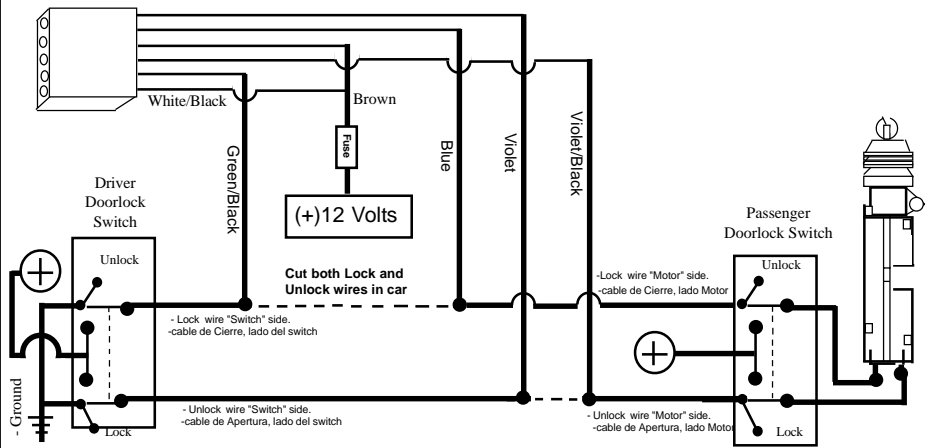 White/Black
Brown
Fuse
(+)12 Volts
Green/Black
Blue
Violet
Violet/Black
Driver
Doorlock
Switch
Unlock
Cut both Lock and
Unlock wires in car
Passenger
Doorlock Switch
Unlock
-Lock wire "Motor" side.
-cable de Cierre, lado Motor
- Lock wire "Switch" side.
-cable de Cierre, lado del switch
- Ground
- Unlock wire "Switch" side.
-cable de Apertura, lado del switch
Lock
- Unlock wire "Motor" side.
-cable de Apertura, lado Motor
Lock